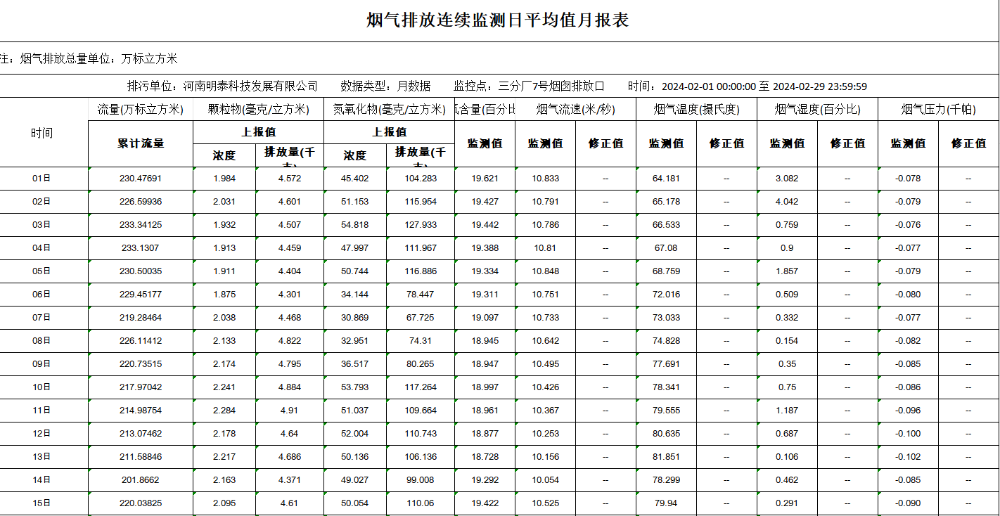 烟气排放连续监测日平均值月报表
注：烟气排放总量单位：万标立方米
排污单位：河南明泰科技发展有限公司 数据类型：月数据 监控点：三分厂7号烟囱排放口 时间：2024-02-01 00:00:00 至 2024-02-29 23:59:59
时间 流量(万标立方米) 颗粒物(毫克/立方米) 氮氧化物(毫克/立方米) 含量(百分比 烟气流速(米/秒) 烟气温度(摄氏度) 烟气湿度(百分比) 烟气压力(千帕)
累计流量 上报值 上报值 监测值 监测值 修正值 监测值 修正值 监测值 修正值 监测值 修正值
浓度 排放量(千 浓度 排放量(千
01日 230.47691 1.984 4.572 45.402 104.283 19.621 10.833 -- 64.181 -- 3.082 -- -0.078 --
02日 226.59936 2.031 4.601 51.153 115.954 19.427 10.791 -- 65.178 -- 4.042 -- -0.079 --
03日 233.34125 1.932 4.507 54.818 127.933 19.442 10.786 -- 66.533 -- 0.759 -- -0.076 --
04日 233.1307 1.913 4.459 47.997 111.967 19.388 10.81 -- 67.08 -- 0.9 -- -0.077 --
05日 230.50035 1.911 4.404 50.744 116.886 19.334 10.848 -- 68.759 -- 1.857 -- -0.079 --
06日 229.45177 1.875 4.301 34.144 78.447 19.311 10.751 -- 72.016 -- 0.509 -- -0.080 --
07日 219.28464 2.038 4.468 30.869 67.725 19.097 10.733 -- 73.033 -- 0.332 -- -0.077 --
08日 226.11412 2.133 4.822 32.951 74.31 18.945 10.642 -- 74.828 -- 0.154 -- -0.082 --
09日 220.73515 2.174 4.795 36.517 80.265 18.947 10.495 -- 77.691 -- 0.35 -- -0.085 --
10日 217.97042 2.241 4.884 53.793 117.264 18.997 10.426 -- 78.341 -- 0.75 -- -0.086 --
11日 214.98754 2.284 4.91 51.037 109.664 18.961 10.367 -- 79.555 -- 1.187 -- -0.096 --
12日 213.07462 2.178 4.64 52.004 110.743 18.877 10.253 -- 80.635 -- 0.687 -- -0.100 --
13日 211.58846 2.217 4.686 50.136 106.136 18.728 10.156 -- 81.851 -- 0.106 -- -0.102 --
14日 201.8662 2.163 4.371 49.027 99.008 19.292 10.054 -- 78.299 -- 0.462 -- -0.085 --
15日 220.03825 2.095 4.61 50.054 110.06 19.422 10.525 -- 79.94 -- 0.291 -- -0.090 --